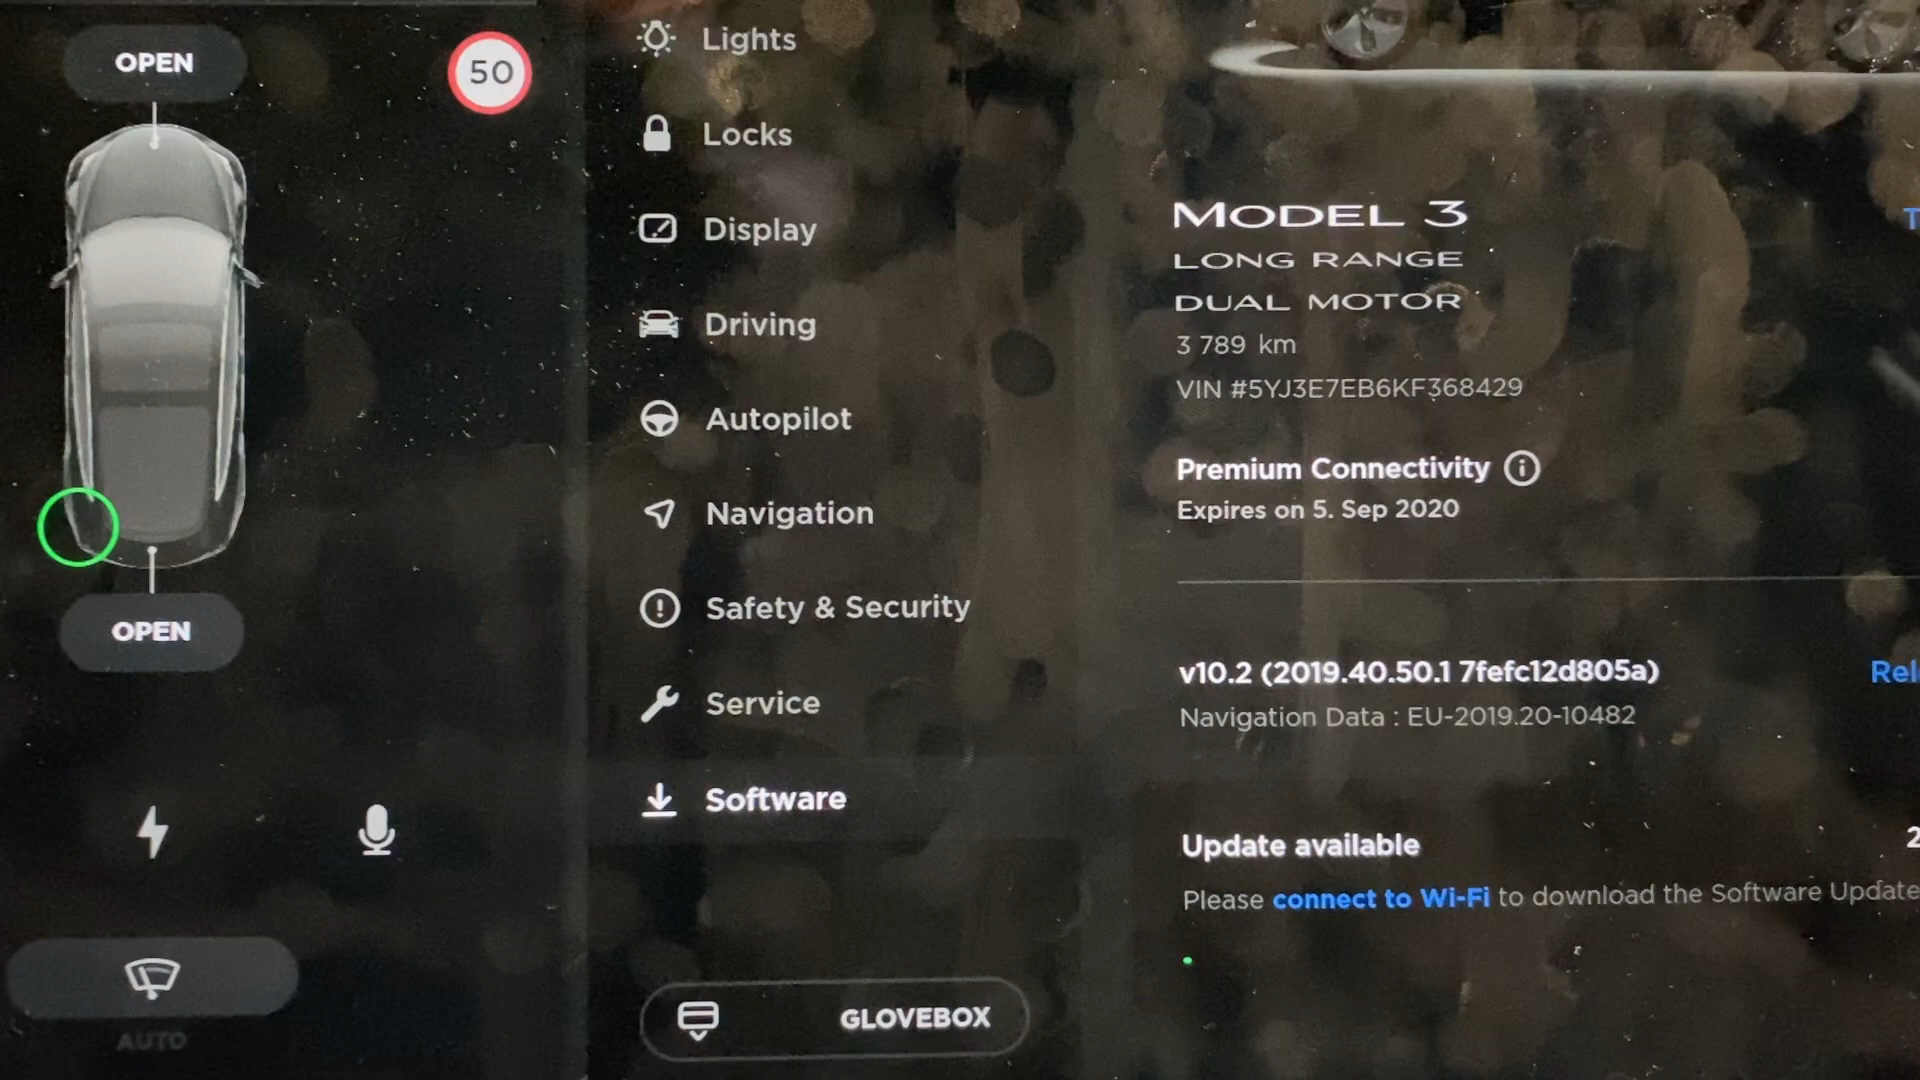 OPEN
50
OPEN
AUTO
Lights
Locks
Display
Driving
Autopilot
Navigation
Safety & Security
Service
Software
GLOVEBOX
MODEL 3
LONG RANGE
DUAL MOTOR
3 789 km
VIN #5YJ3E7EB6KF368429
Premium Connectivity
Expires on 5. Sep 2020
v10.2 (2019.40.50.1 7fefc12d805a)
Navigation Data : EU-2019.20-10482
Update available
Please connect to Wi-Fi to download the Software Update